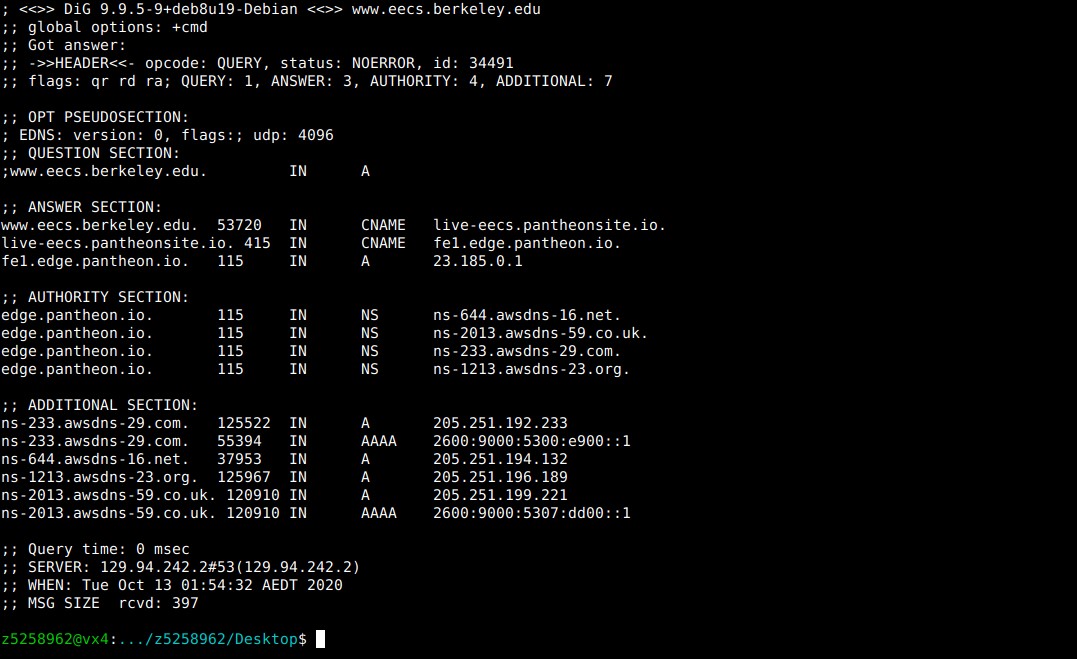 ; <<>> DiG 9.9.5-9+deb8u19-Debian <<>> www.eecs.berkeley.edu
;; global options: +cmd
;; Got answer:
;; ->>HEADER<<- opcode: QUERY, status: NOERROR, id: 34491
;; flags: qr rd ra; QUERY: 1, ANSWER: 3, AUTHORITY: 4, ADDITIONAL: 7

;; OPT PSEUDOSECTION:
; EDNS: version: 0, flags:; udp: 4096
;; QUESTION SECTION:
;www.eecs.berkeley.edu.         IN      A

;; ANSWER SECTION:
www.eecs.berkeley.edu.  53720   IN      CNAME   live-eecs.pantheonsite.io.
live-eecs.pantheonsite.io. 415  IN      CNAME   fe1.edge.pantheon.io.
fe1.edge.pantheon.io.   115     IN      A       23.185.0.1

;; AUTHORITY SECTION:
edge.pantheon.io.       115     IN      NS      ns-644.awsdns-16.net.
edge.pantheon.io.       115     IN      NS      ns-2013.awsdns-59.co.uk.
edge.pantheon.io.       115     IN      NS      ns-233.awsdns-29.com.
edge.pantheon.io.       115     IN      NS      ns-1213.awsdns-23.org.

;; ADDITIONAL SECTION:
ns-233.awsdns-29.com.   125522  IN      A       205.251.192.233
ns-233.awsdns-29.com.   55394   IN      AAAA    2600:9000:5300:e900::1
ns-644.awsdns-16.net.   37953   IN      A       205.251.194.132
ns-1213.awsdns-23.org.  125967  IN      A       205.251.196.189
ns-2013.awsdns-59.co.uk. 120910 IN      A       205.251.199.221
ns-2013.awsdns-59.co.uk. 120910 IN      AAAA    2600:9000:5307:dd00::1

;; Query time: 0 msec
;; SERVER: 129.94.242.2#53(129.94.242.2)
;; WHEN: Tue Oct 13 01:54:32 AEDT 2020
;; MSG SIZE  rcvd: 397

z5258962@vx4:.../z5258962/Desktop$